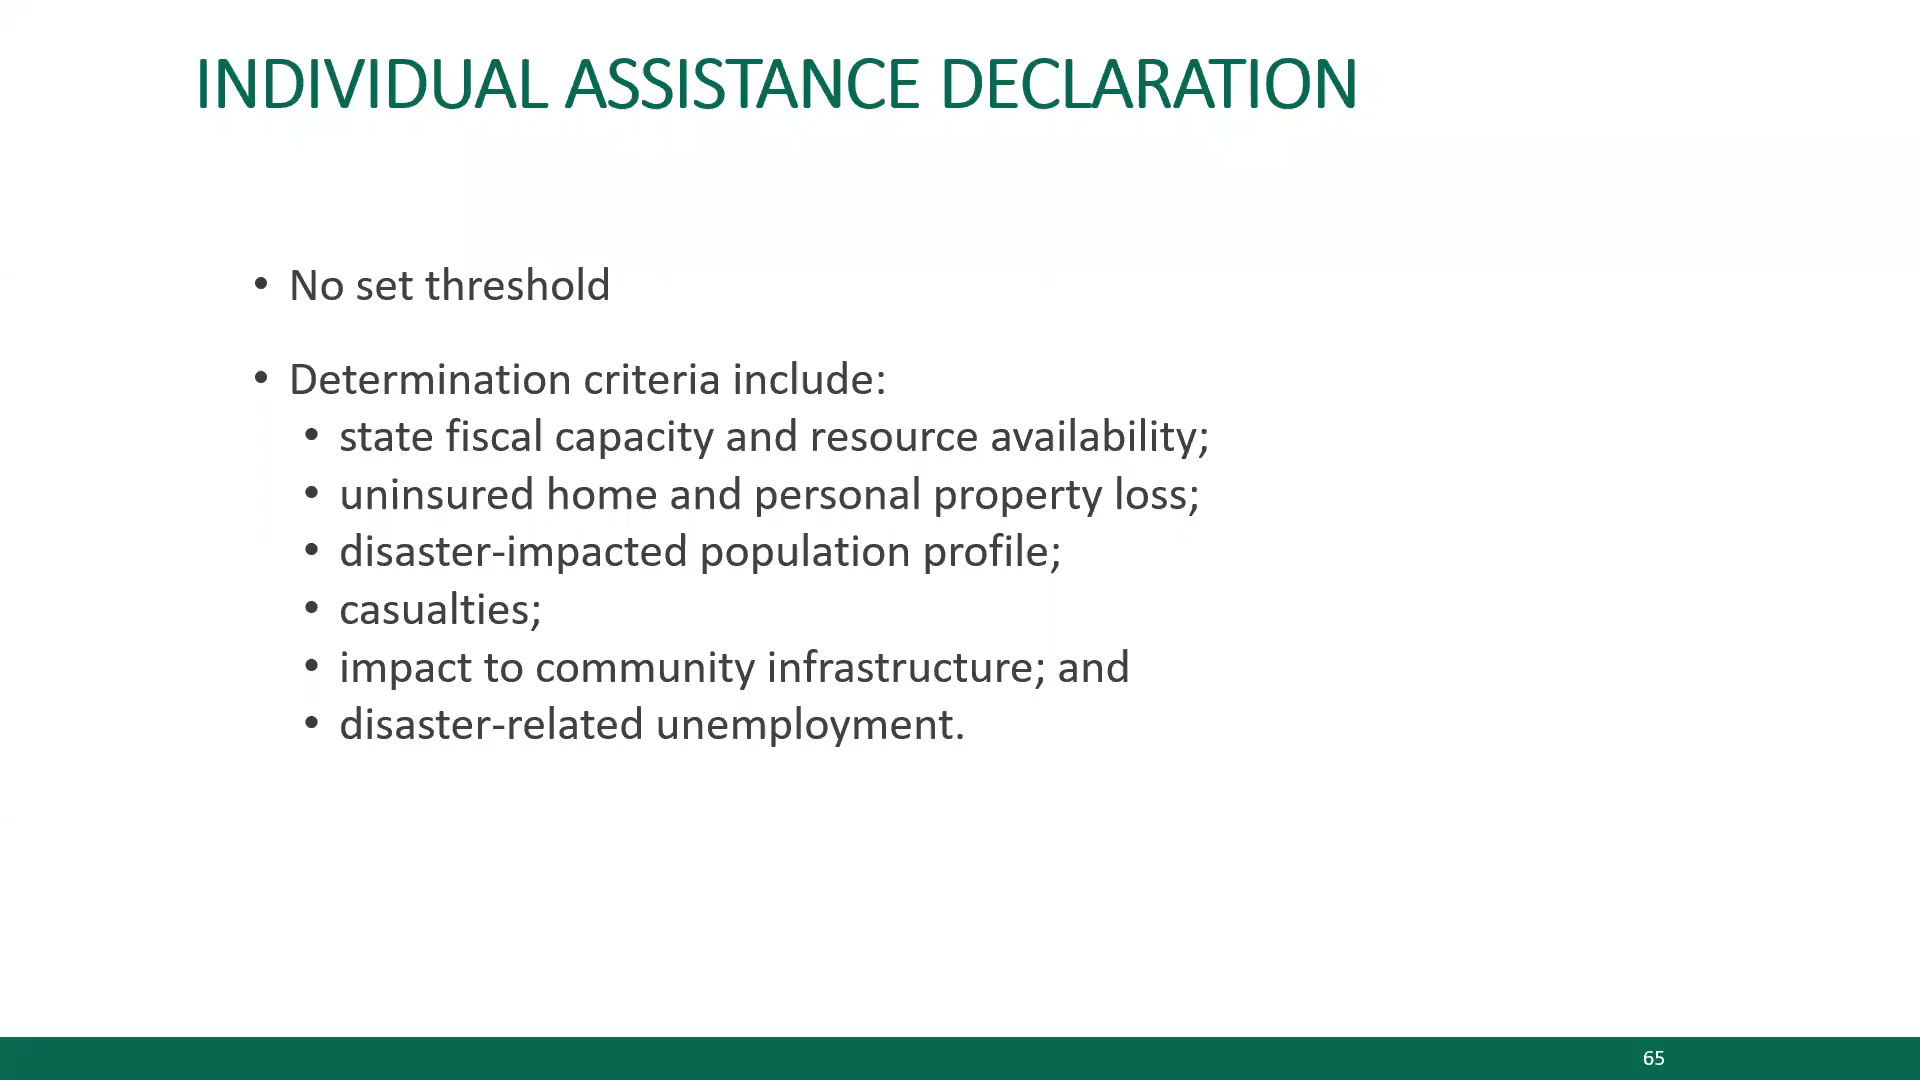 INDIVIDUAL ASSISTANCE DECLARATION
• No set threshold
• Determination criteria include:
• state fiscal capacity and resource availability;
• uninsured home and personal property loss;
• disaster-impacted population profile;
• casualties;
• impact to community infrastructure; and
• disaster-related unemployment.
65